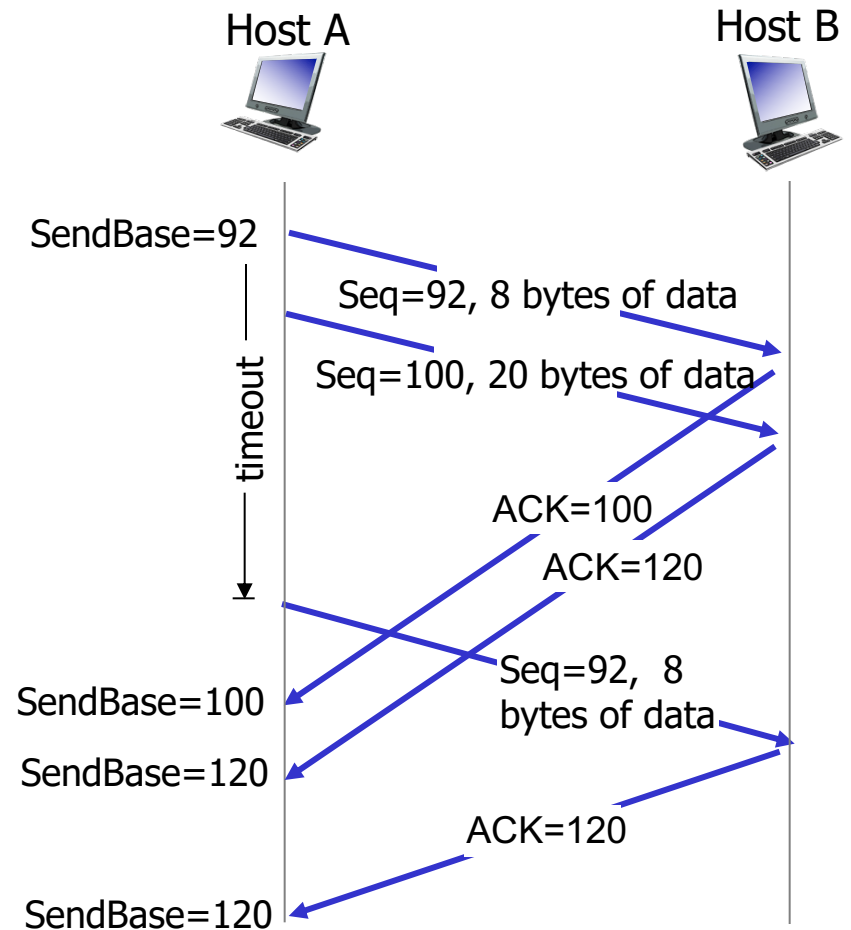 Host A
Host B
SendBase=92
Seq=92, 8 bytes of data
Seq=100, 20 bytes of data
timeout
ACK=100
ACK=120
Seq=92, 8
bytes of data
SendBase=100
SendBase=120
ACK=120
SendBase=120